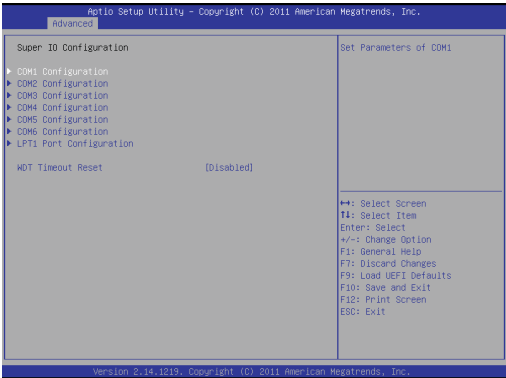 Aptio Setup Utility – Copyright (C) 2011 American Megatrends, Inc.
Advanced
Super IO Configuration
COM1 Configuration
COM2 Configuration
COM3 Configuration
COM4 Configuration
COM5 Configuration
COM6 Configuration
LPT1 Port Configuration
WDT Timeout Reset [Disabled]
Set Parameters of COM1
↔: Select Screen
↑↓: Select Item
Enter: Select
+/-: Change Option
F1: General Help
F7: Discard Changes
F9: Load UEFI Defaults
F10: Save and Exit
F12: Print Screen
ESC: Exit
Version 2.14.1219. Copyright (C) 2011 American Megatrends, Inc.